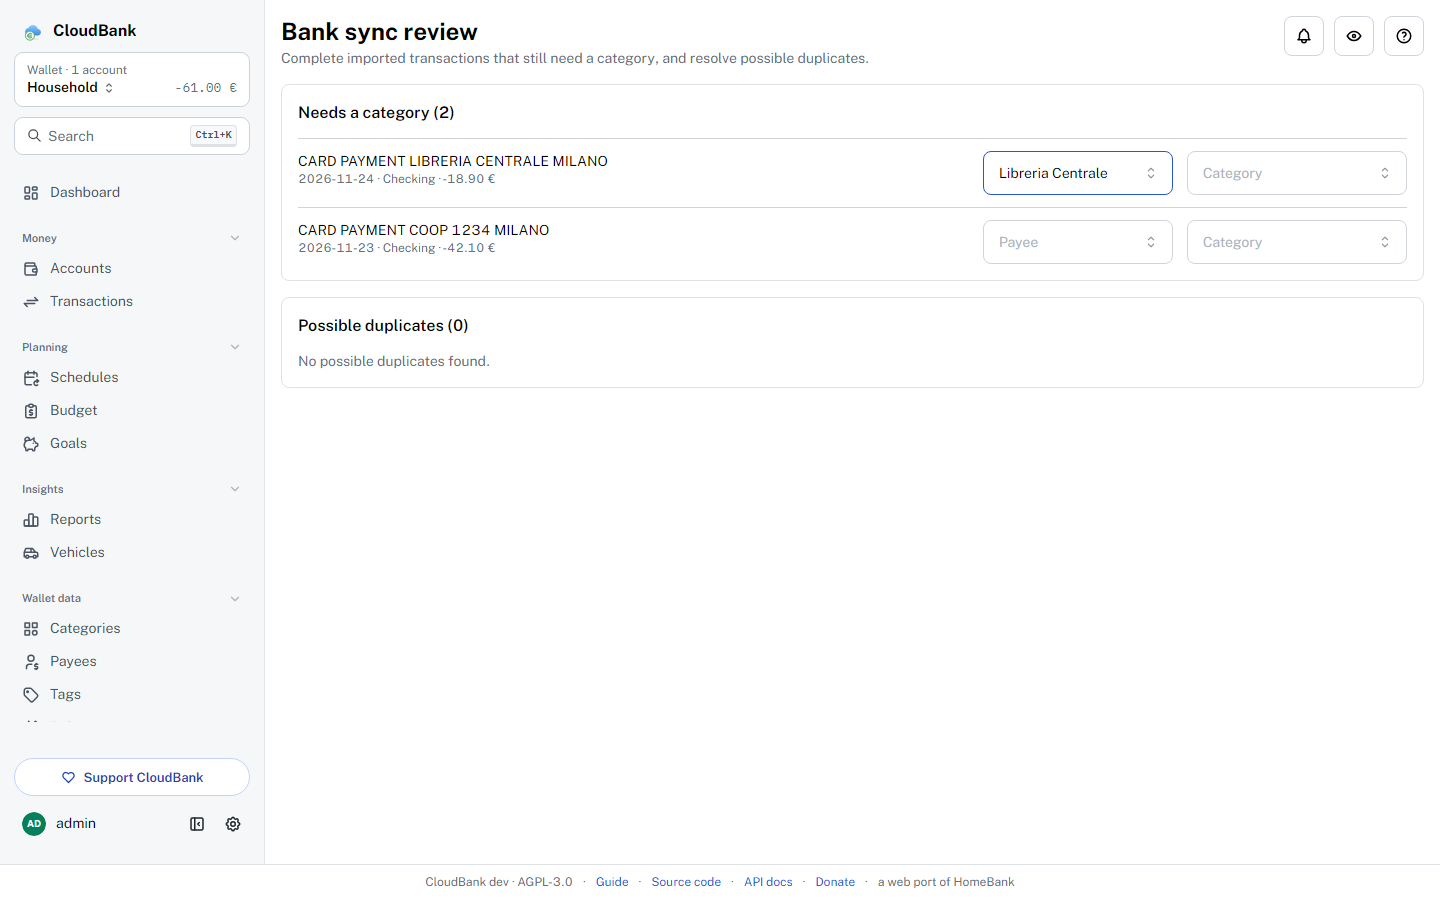 CloudBank
Wallet · 1 account
Household
-61.00 €
Search
Ctrl+K
Dashboard
Money
Accounts
Transactions
Planning
Schedules
Budget
Goals
Insights
Reports
Vehicles
Wallet data
Categories
Payees
Tags
Support CloudBank
AD
admin
Bank sync review
Complete imported transactions that still need a category, and resolve possible duplicates.
Needs a category (2)
CARD PAYMENT LIBRERIA CENTRALE MILANO
2026-11-24 · Checking · -18.90 €
Libreria Centrale
Category
CARD PAYMENT COOP 1234 MILANO
2026-11-23 · Checking · -42.10 €
Payee
Category
Possible duplicates (0)
No possible duplicates found.
CloudBank dev · AGPL-3.0 · Guide · Source code · API docs · Donate · a web port of HomeBank